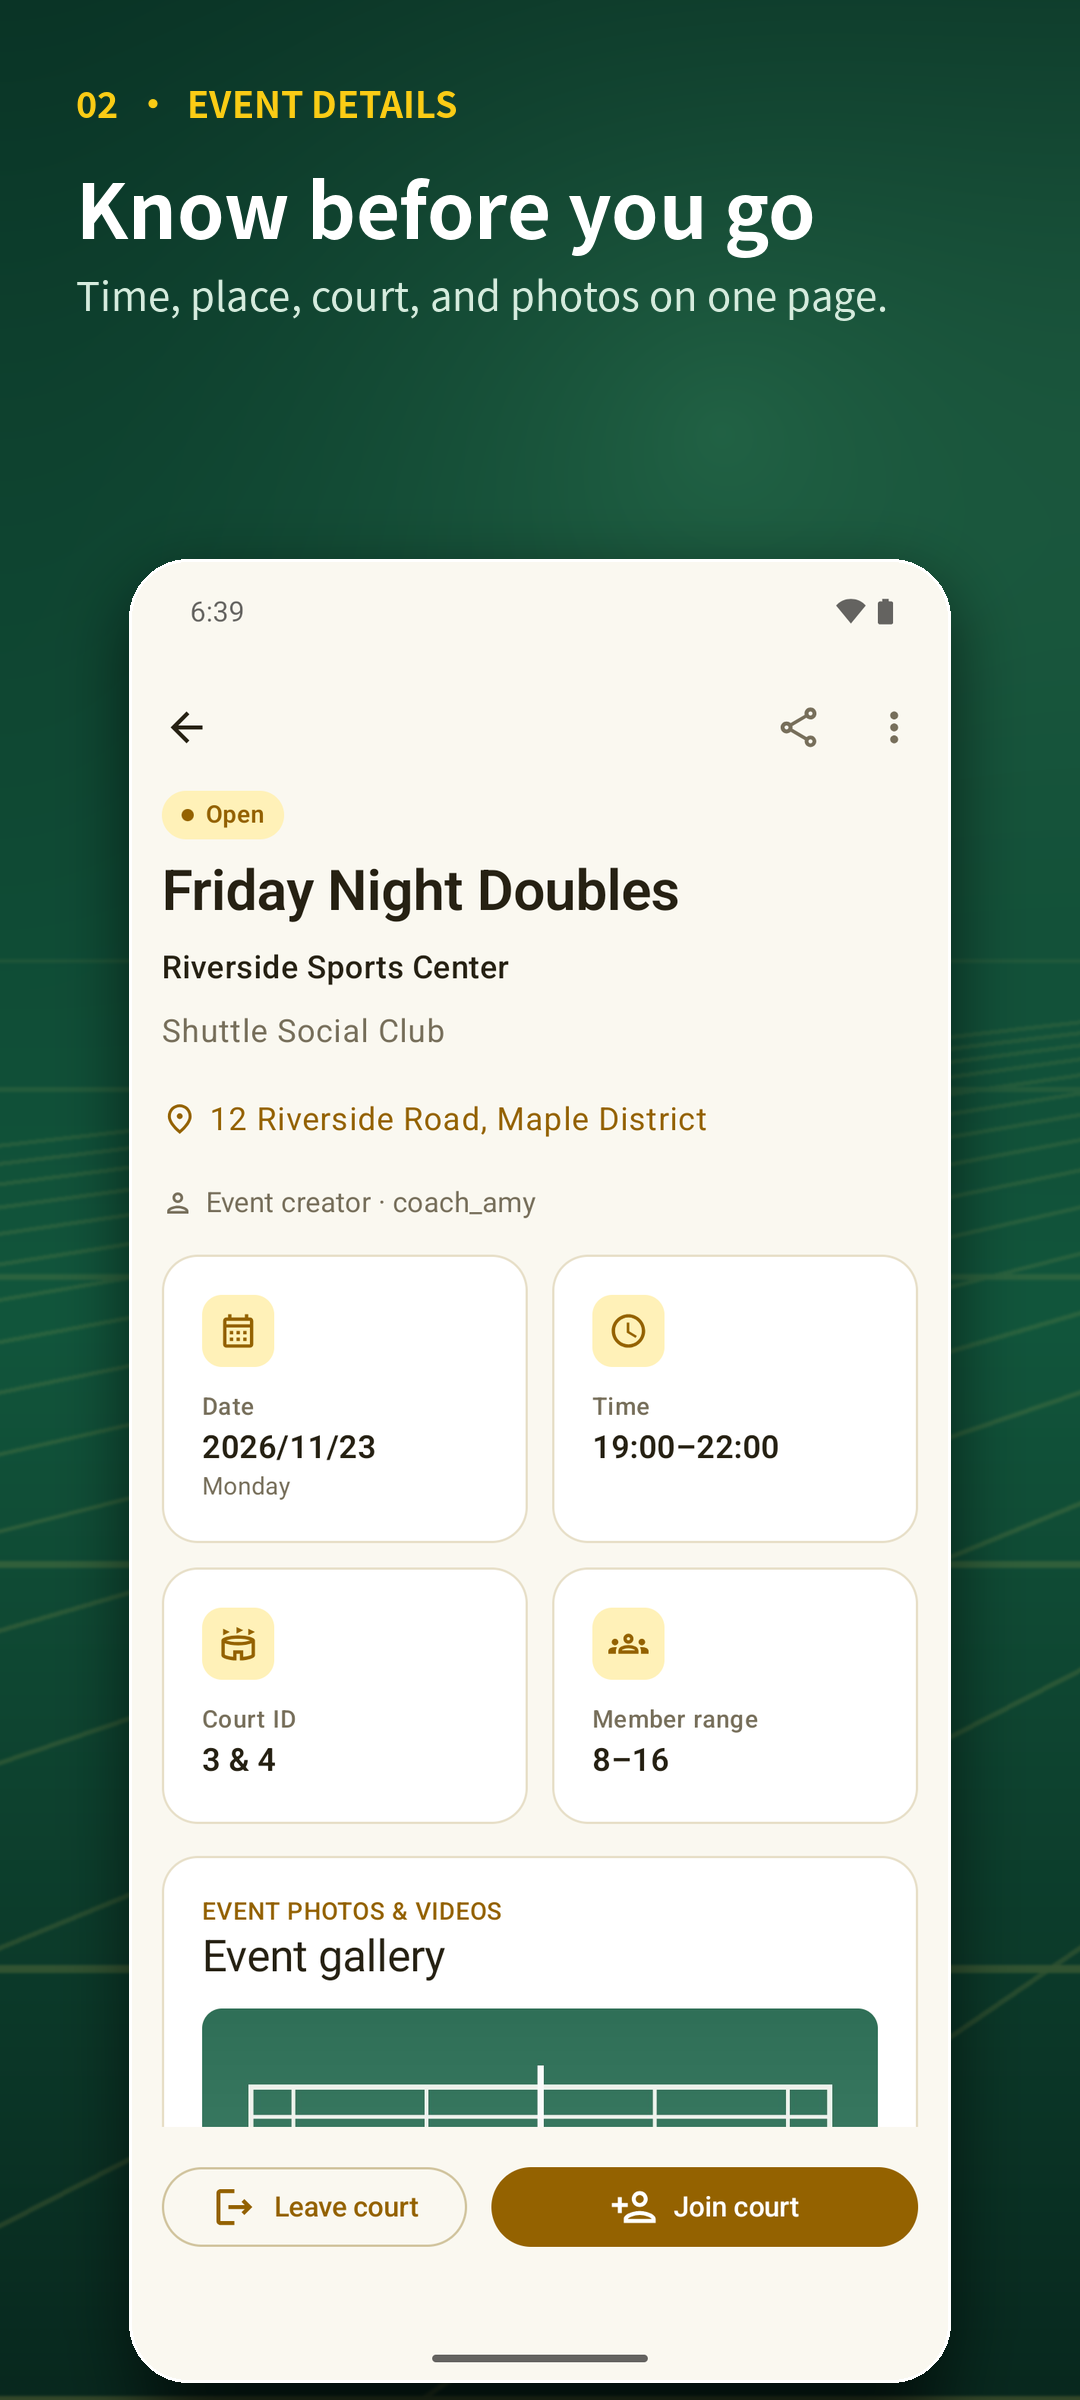 02 • EVENT DETAILS
Know before you go
Time, place, court, and photos on one page.
6:39
Open
Friday Night Doubles
Riverside Sports Center
Shuttle Social Club
12 Riverside Road, Maple District
Event creator · coach_amy
Date
2026/11/23
Monday
Time
19:00–22:00
Court ID
3 & 4
Member range
8–16
EVENT PHOTOS & VIDEOS
Event gallery
Leave court
Join court